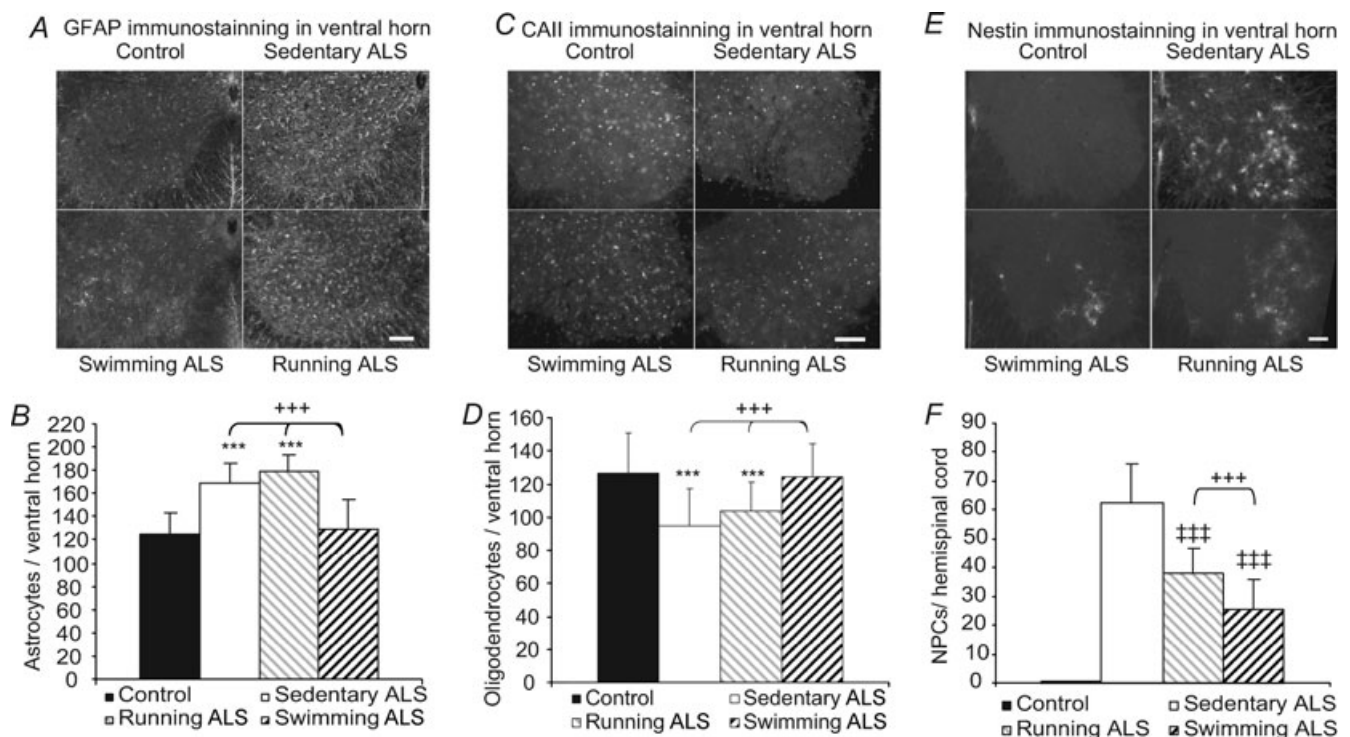 A GFAP immunostainning in ventral horn
Control Sedentary ALS
Swimming ALS Running ALS
C CAII immunostainning in ventral horn
Control Sedentary ALS
Swimming ALS Running ALS
E Nestin immunostainning in ventral horn
Control Sedentary ALS
Swimming ALS Running ALS
B
Astrocytes / ventral horn
220
200
180
160
140
120
100
80
60
40
20
0
+++
*** ***
Control Sedentary ALS
Running ALS Swimming ALS
D
Oligodendrocytes / ventral horn
160
140
120
100
80
60
40
20
0
+++
*** ***
Control Sedentary ALS
Running ALS Swimming ALS
F
NPCs/ hemispinal cord
90
80
70
60
50
40
30
20
10
0
+++
‡‡‡ ‡‡‡
Control Sedentary ALS
Running ALS Swimming ALS